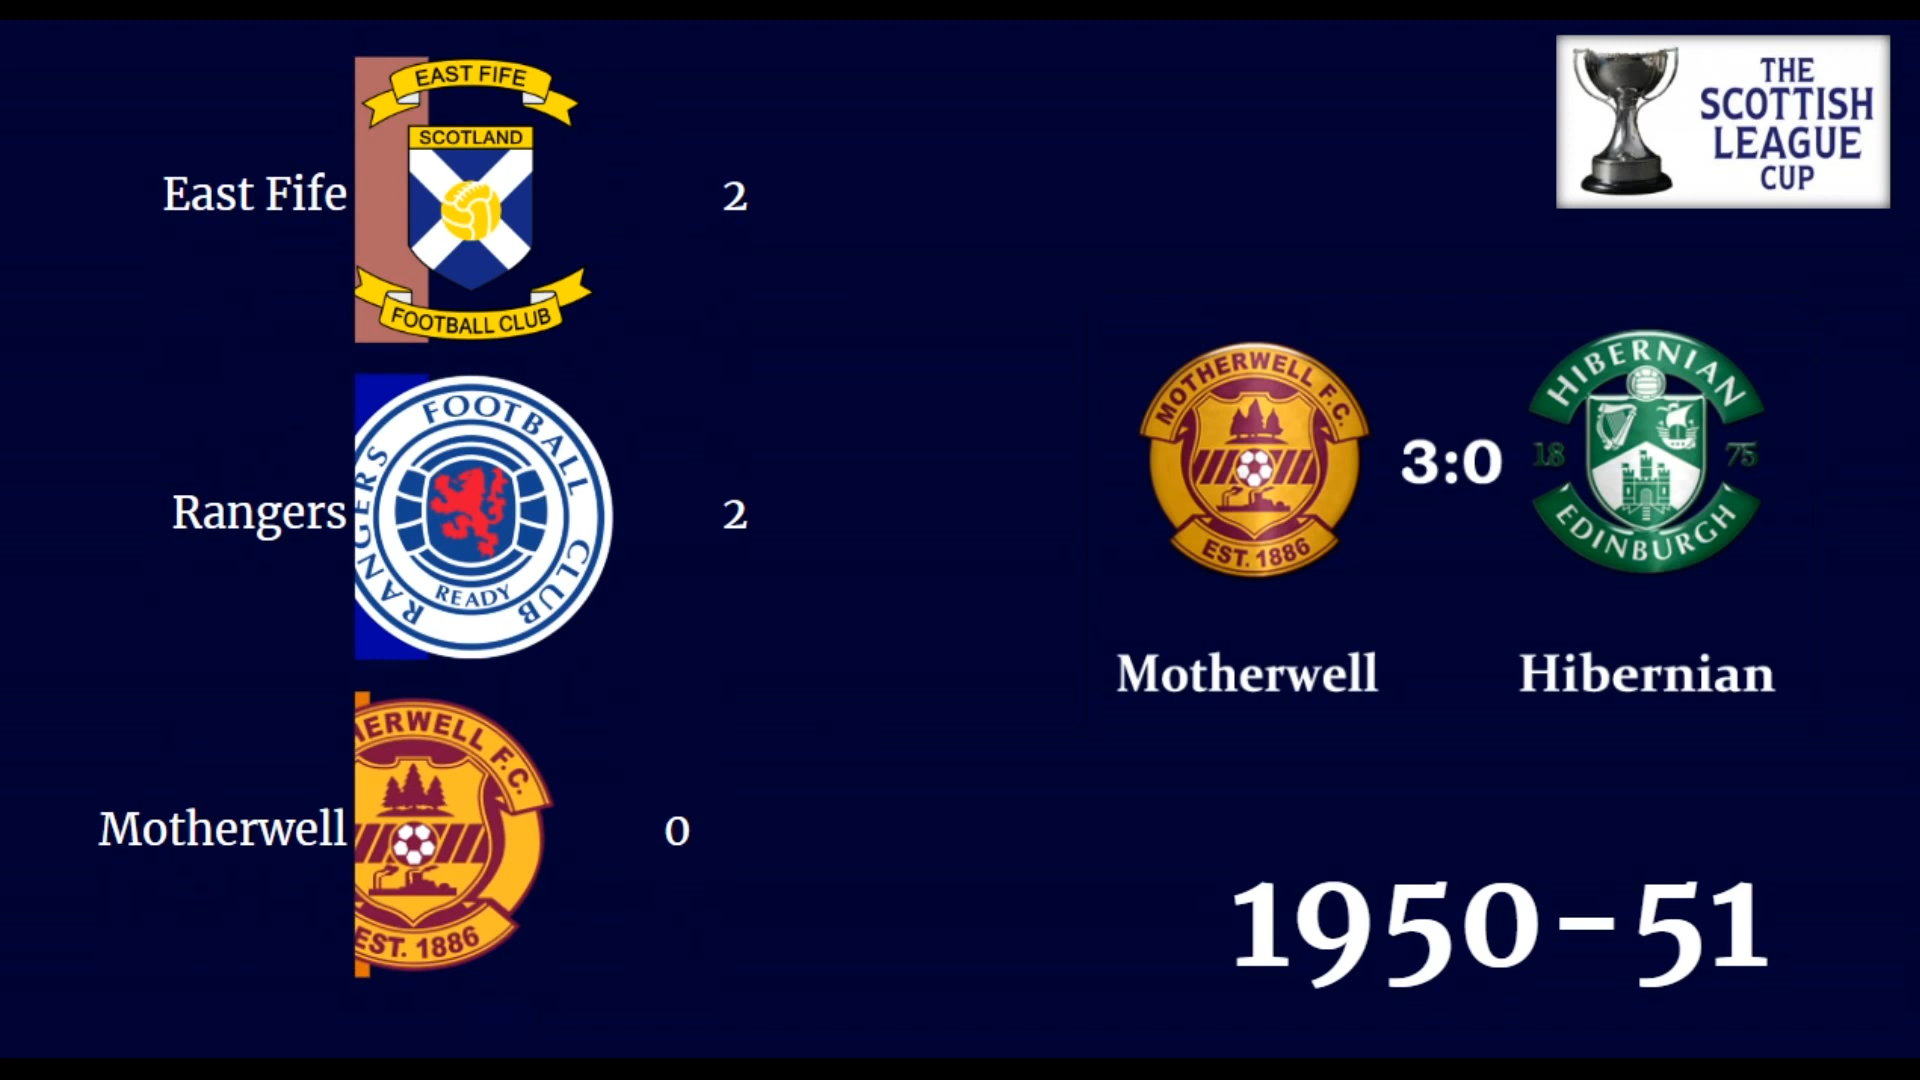 EAST FIFE
SCOTLAND
FOOTBALL CLUB
East Fife
2
RANGERS FOOTBALL CLUB
READY
Rangers
2
HERWELL F.C.
EST. 1886
Motherwell
0
THE
SCOTTISH
LEAGUE
CUP
MOTHERWELL F.C.
EST. 1886
3:0
HIBERNIAN
18 75
EDINBURGH
Motherwell
Hibernian
1950-51